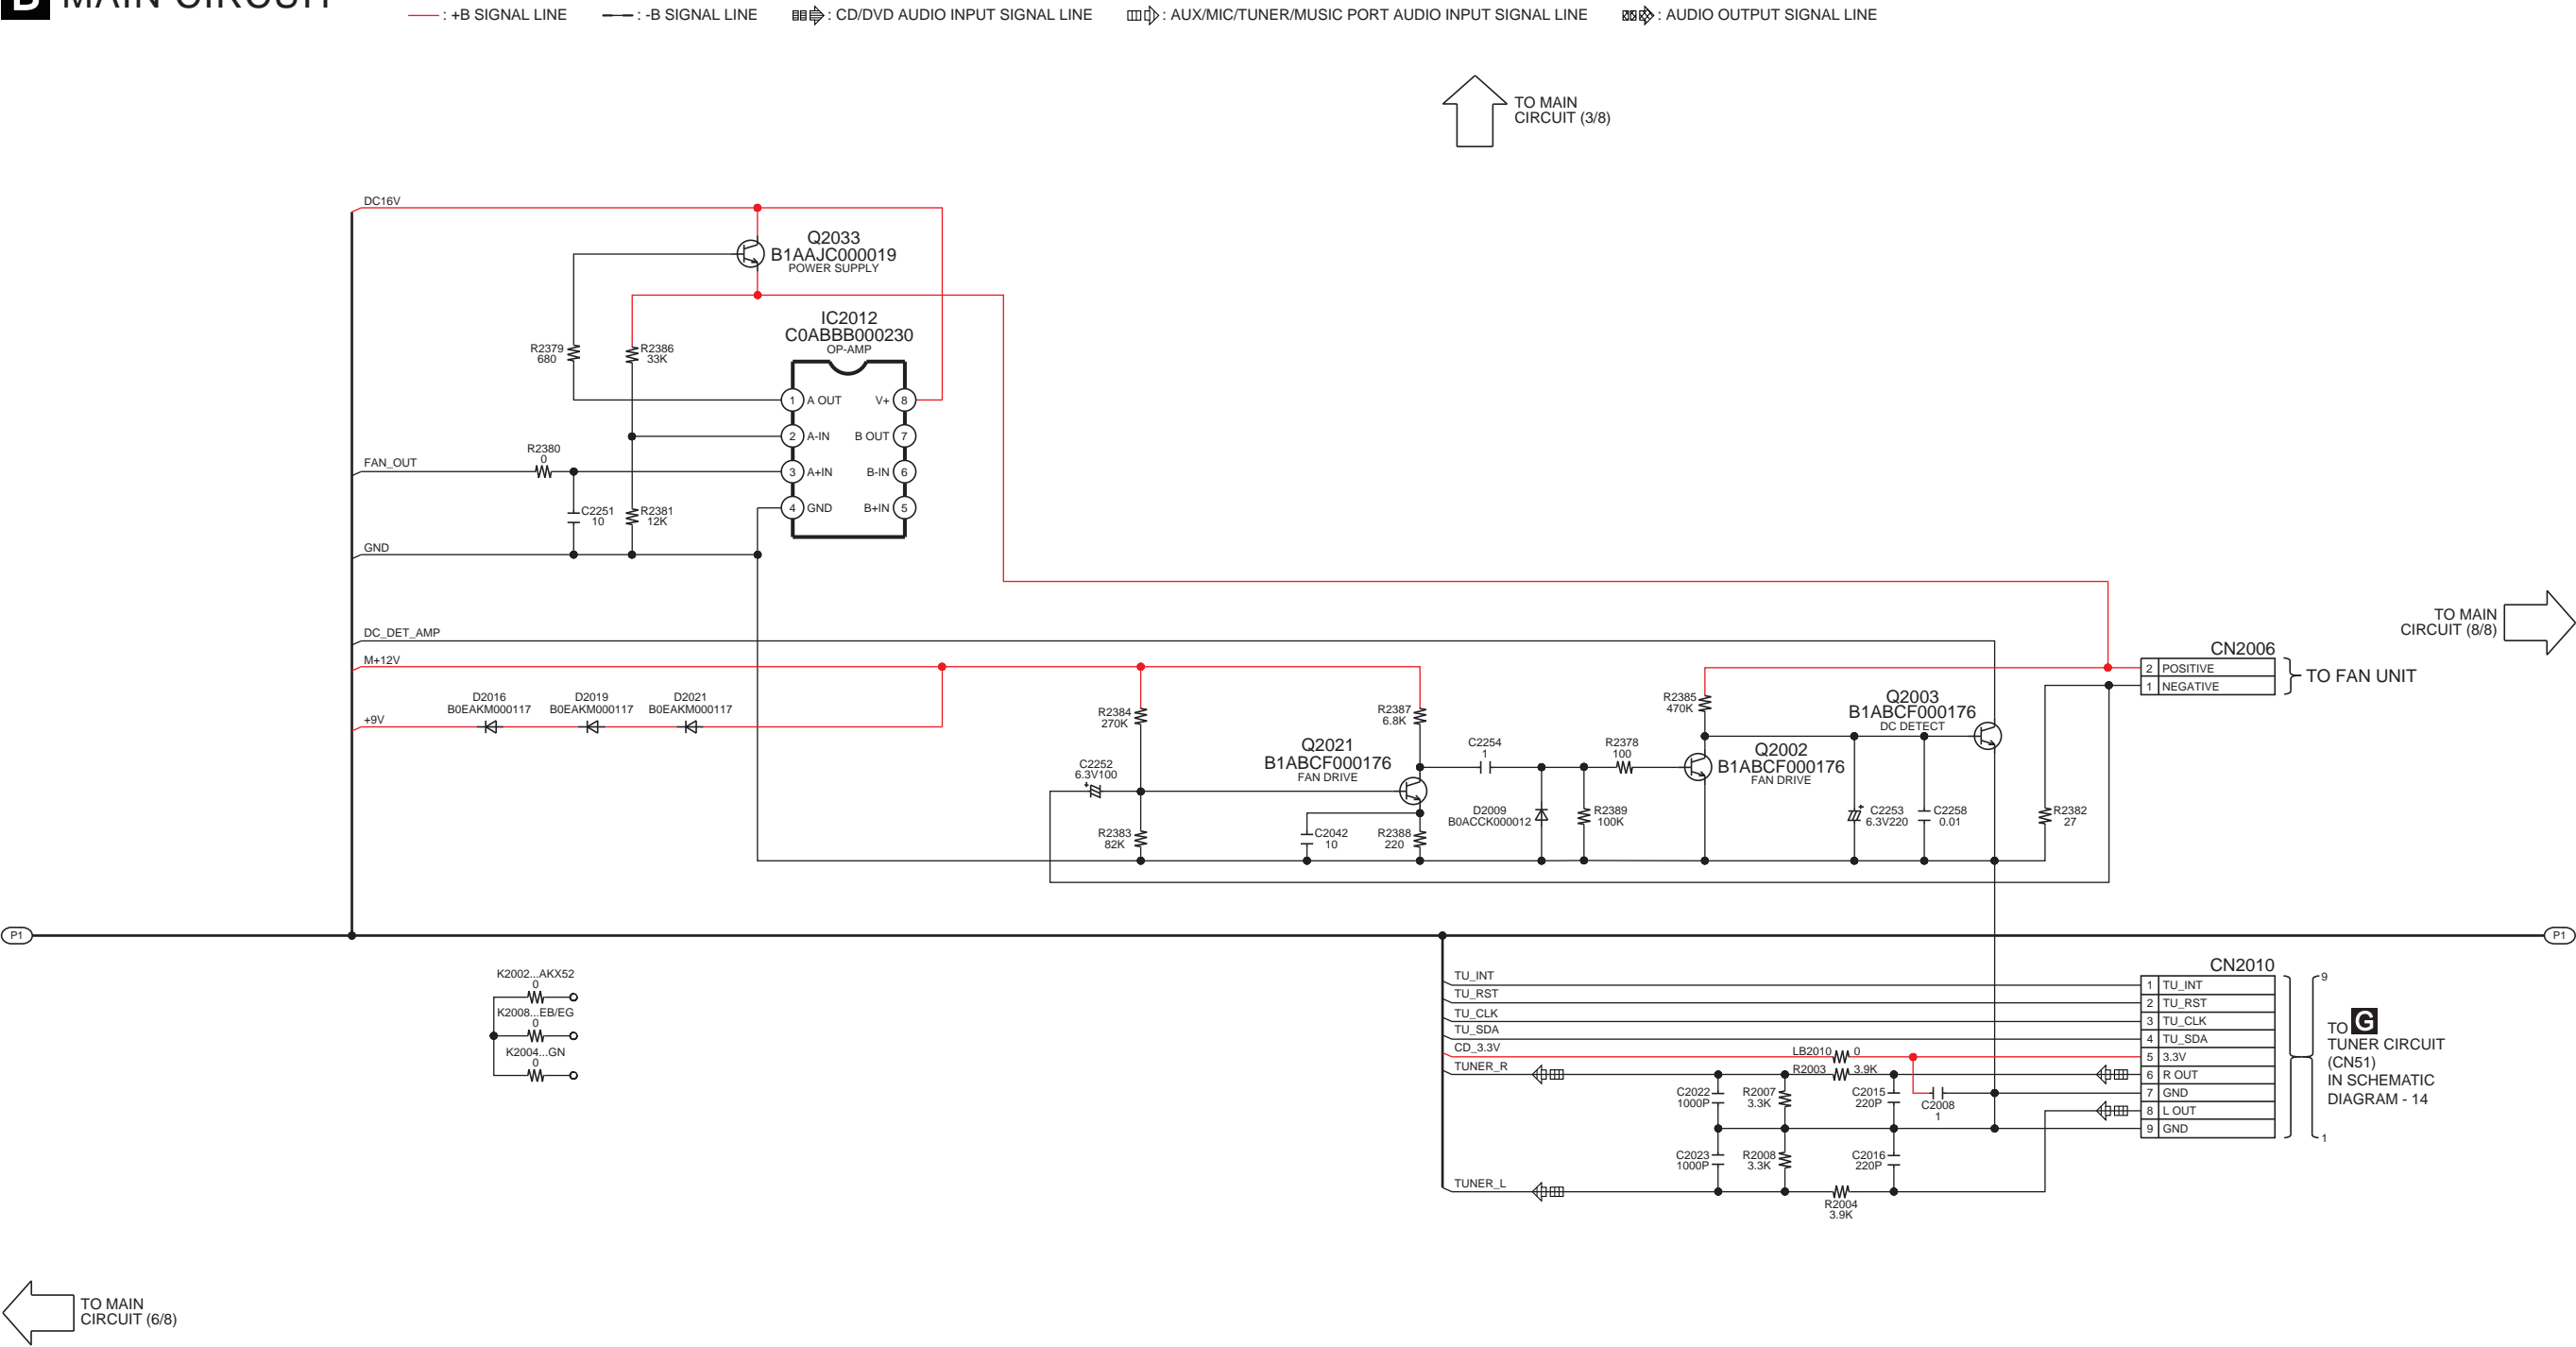 B MAIN CIRCUIT
: +B SIGNAL LINE
: -B SIGNAL LINE
: CD/DVD AUDIO INPUT SIGNAL LINE
: AUX/MIC/TUNER/MUSIC PORT AUDIO INPUT SIGNAL LINE
: AUDIO OUTPUT SIGNAL LINE
TO MAIN
CIRCUIT (3/8)
DC16V
Q2033
B1AAJC000019
POWER SUPPLY
IC2012
C0ABBB000230
OP-AMP
R2379
680
R2386
33K
1 A OUT V+ 8
2 A-IN B OUT 7
3 A+IN B-IN 6
4 GND B+IN 5
FAN_OUT
R2380
0
C2251
10
R2381
12K
GND
DC_DET_AMP
M+12V
+9V
D2016
B0EAKM000117
D2019
B0EAKM000117
D2021
B0EAKM000117
R2384
270K
C2252
6.3V100
+
R2383
82K
R2387
6.8K
Q2021
B1ABCF000176
FAN DRIVE
C2042
10
R2388
220
C2254
1
D2009
B0ACCK000012
R2378
100
R2389
100K
R2385
470K
Q2002
B1ABCF000176
FAN DRIVE
Q2003
B1ABCF000176
DC DETECT
+
C2253
6.3V220
C2258
0.01
R2382
27
TO MAIN
CIRCUIT (8/8)
CN2006
2 POSITIVE
1 NEGATIVE
TO FAN UNIT
P1
P1
K2002...AKX52
0
K2008...EB/EG
0
K2004...GN
0
TU_INT
TU_RST
TU_CLK
TU_SDA
CD_3.3V
TUNER_R
TUNER_L
LB2010 0
R2003 3.9K
C2022
1000P
R2007
3.3K
C2015
220P
C2008
1
C2023
1000P
R2008
3.3K
C2016
220P
R2004
3.9K
CN2010
1 TU_INT
2 TU_RST
3 TU_CLK
4 TU_SDA
5 3.3V
6 R OUT
7 GND
8 L OUT
9 GND
9
1
TO G
TUNER CIRCUIT
(CN51)
IN SCHEMATIC
DIAGRAM - 14
TO MAIN
CIRCUIT (6/8)